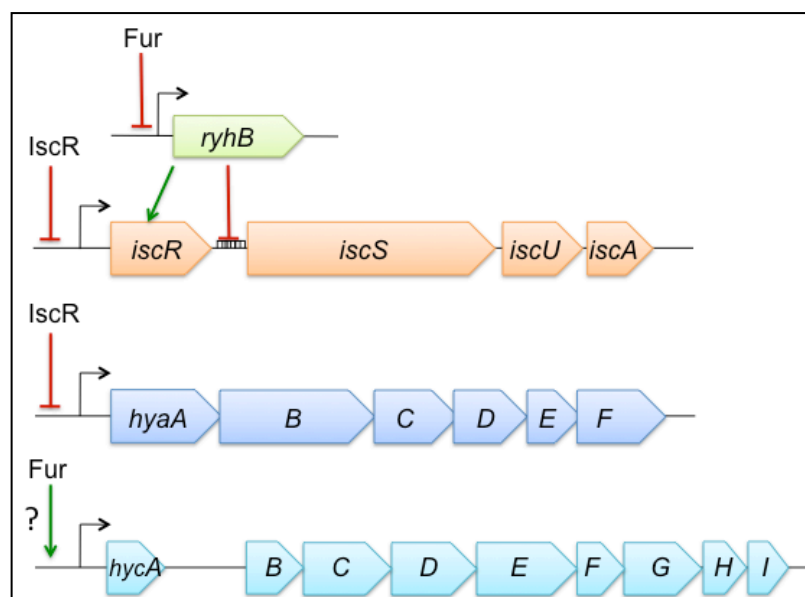 Fur
ryhB
IscR
iscR iscS iscU iscA
IscR
hyaA B C D E F
Fur
?
hycA B C D E F G H I